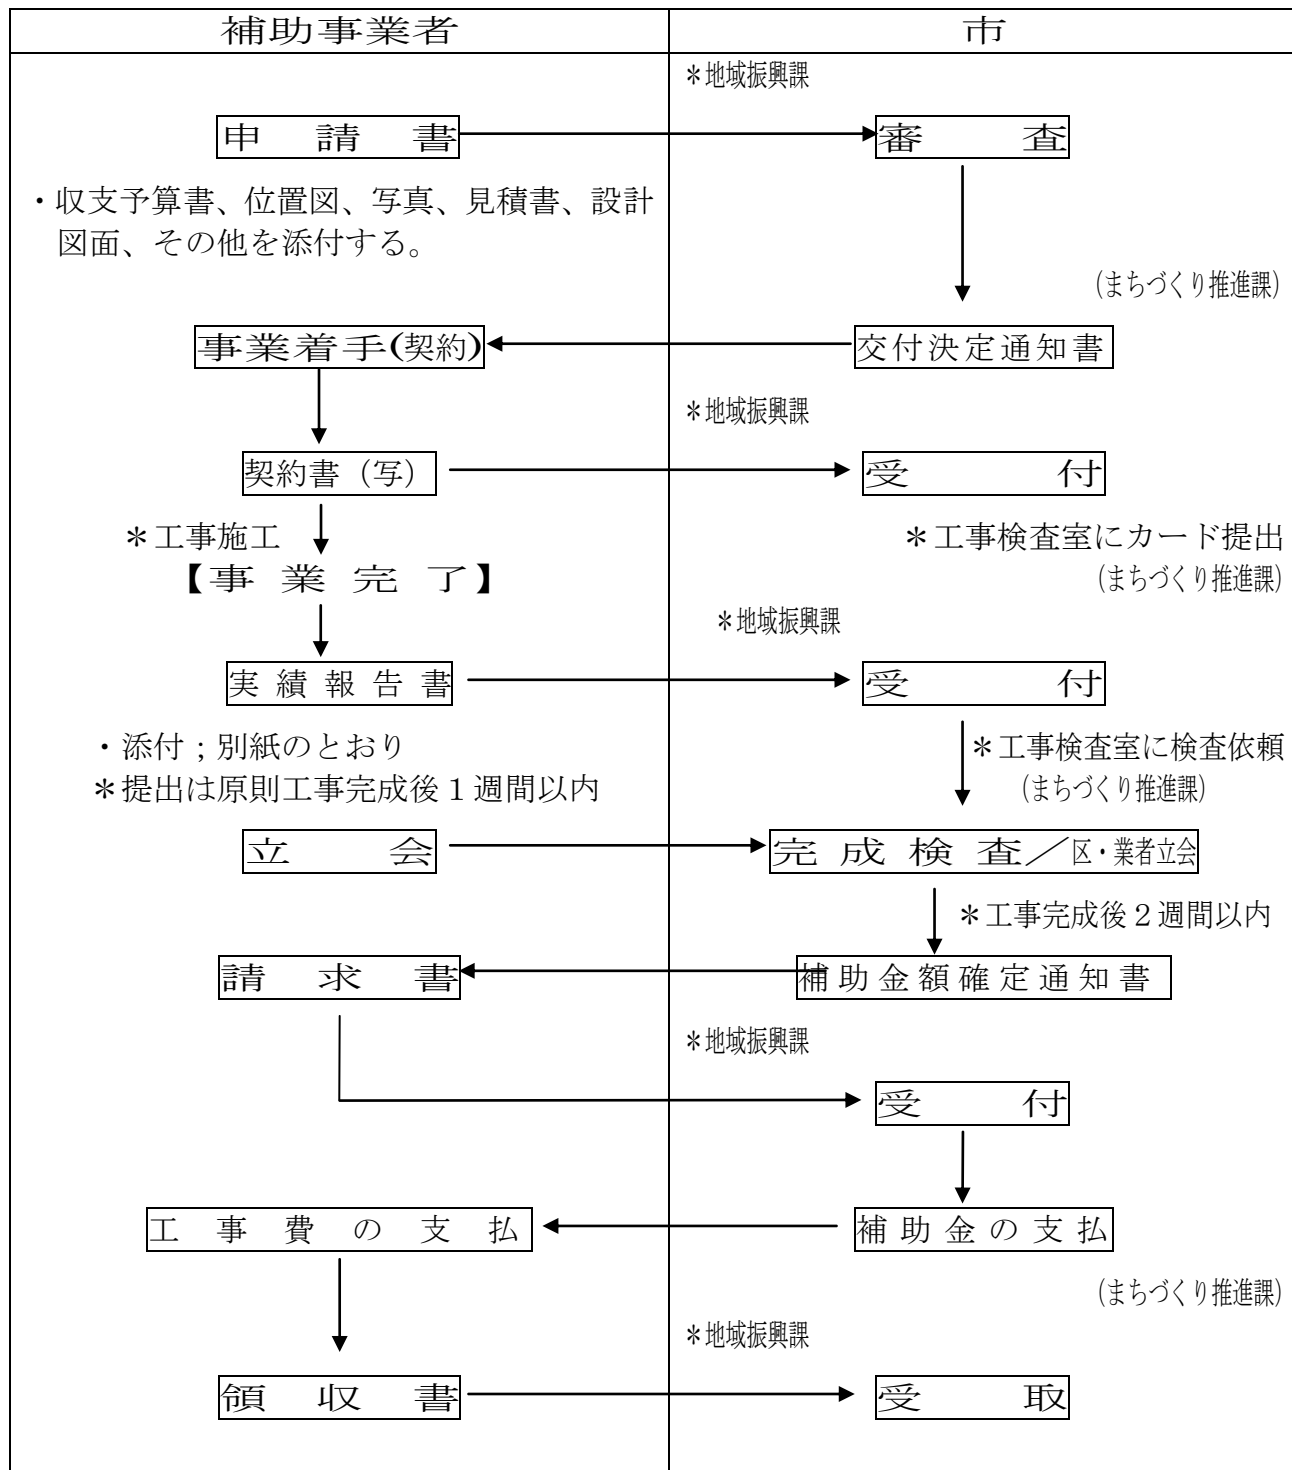 補助事業者
市
＊地域振興課
申請書
審査
・収支予算書、位置図、写真、見積書、設計
図面、その他を添付する。
(まちづくり推進課)
事業着手(契約)
交付決定通知書
＊地域振興課
契約書（写）
受付
＊工事施工
＊工事検査室にカード提出
【事業完了】
(まちづくり推進課)
＊地域振興課
実績報告書
受付
・添付；別紙のとおり
＊工事検査室に検査依頼
＊提出は原則工事完成後１週間以内
(まちづくり推進課)
立会
完成検査／区・業者立会
＊工事完成後２週間以内
請求書
補助金額確定通知書
＊地域振興課
受付
工事費の支払
補助金の支払
(まちづくり推進課)
＊地域振興課
領収書
受取